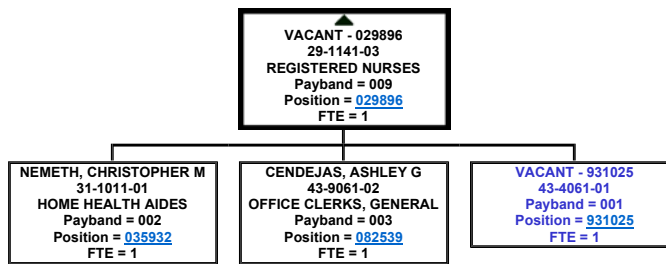 VACANT - 029896
29-1141-03
REGISTERED NURSES
Payband = 009
Position = 029896
FTE = 1
NEMETH, CHRISTOPHER M
31-1011-01
HOME HEALTH AIDES
Payband = 002
Position = 035932
FTE = 1
CENDEJAS, ASHLEY G
43-9061-02
OFFICE CLERKS, GENERAL
Payband = 003
Position = 082539
FTE = 1
VACANT - 931025
43-4061-01
Payband = 001
Position = 931025
FTE = 1